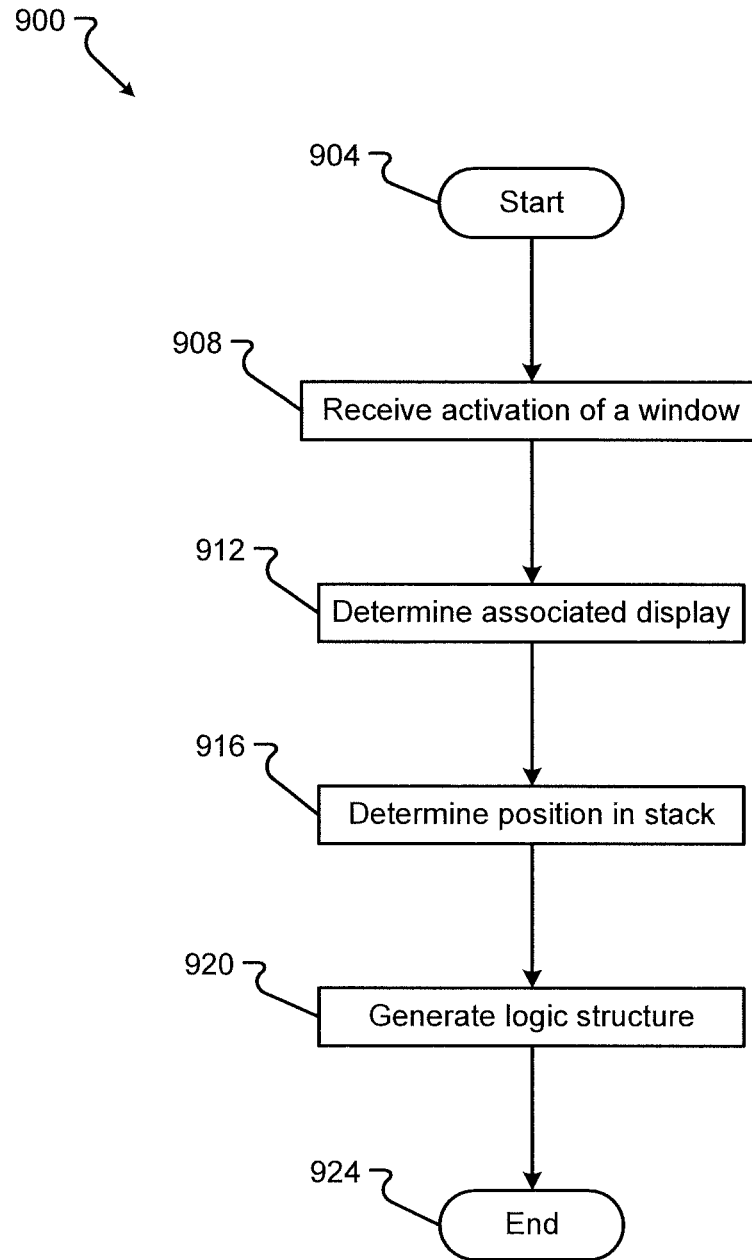 900
904
Start
908
Receive activation of a window
912
Determine associated display
916
Determine position in stack
920
Generate logic structure
924
End